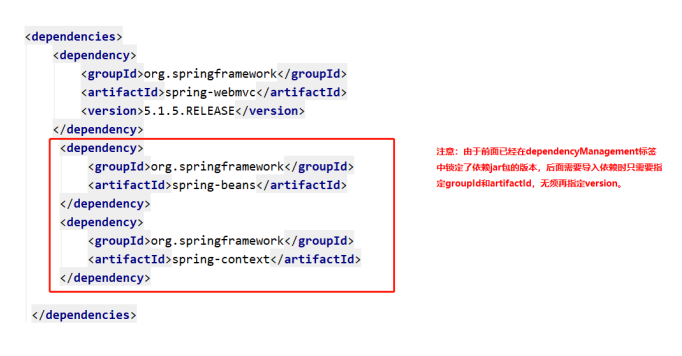 <dependencies>
<dependency>
<groupId>org.springframework</groupId>
<artifactId>spring-webmvc</artifactId>
<version>5.1.5.RELEASE</version>
</dependency>
<dependency>
<groupId>org.springframework</groupId>
<artifactId>spring-beans</artifactId>
</dependency>
<dependency>
<groupId>org.springframework</groupId>
<artifactId>spring-context</artifactId>
</dependency>
</dependencies>
注意：由于前面已经在dependencyManagement标签
中锁定了依赖jar包的版本，后面需要导入依赖时只需要指
定groupId和artifactId，无须再指定version。